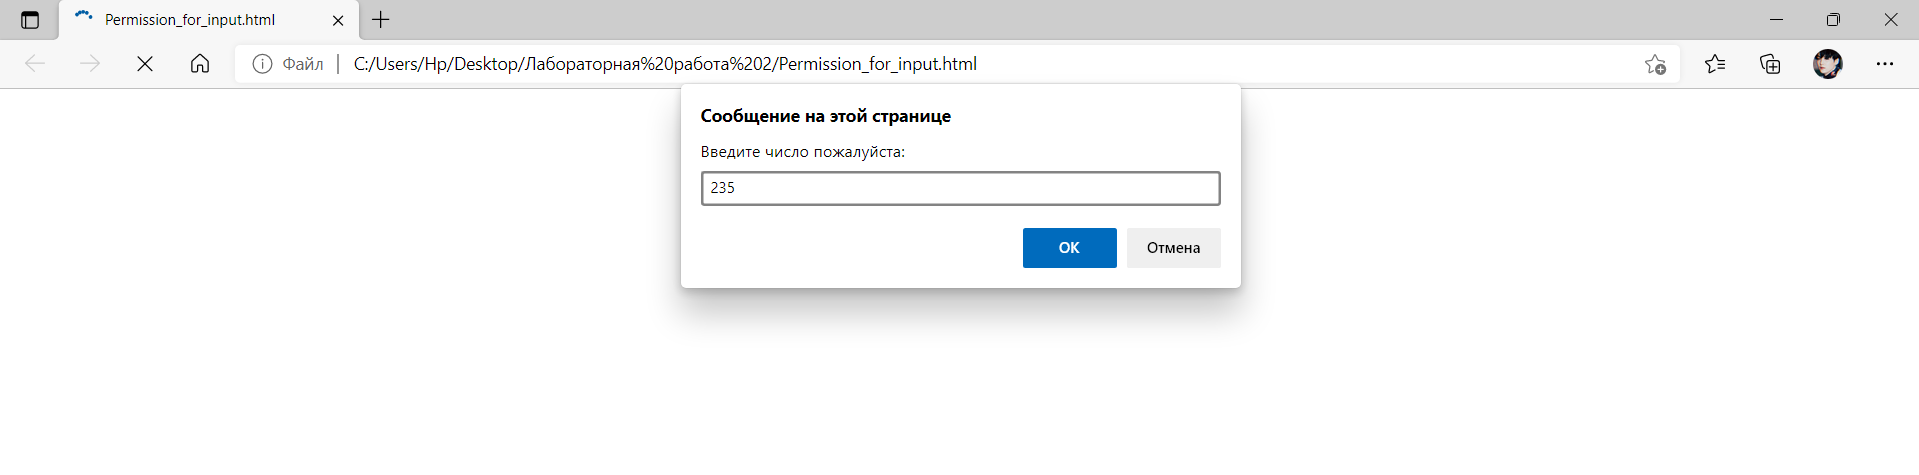 Permission_for_input.html
Файл | C:/Users/Hp/Desktop/Лабораторная%20работа%202/Permission_for_input.html
Сообщение на этой странице
Введите число пожалуйста:
235
ОК Отмена